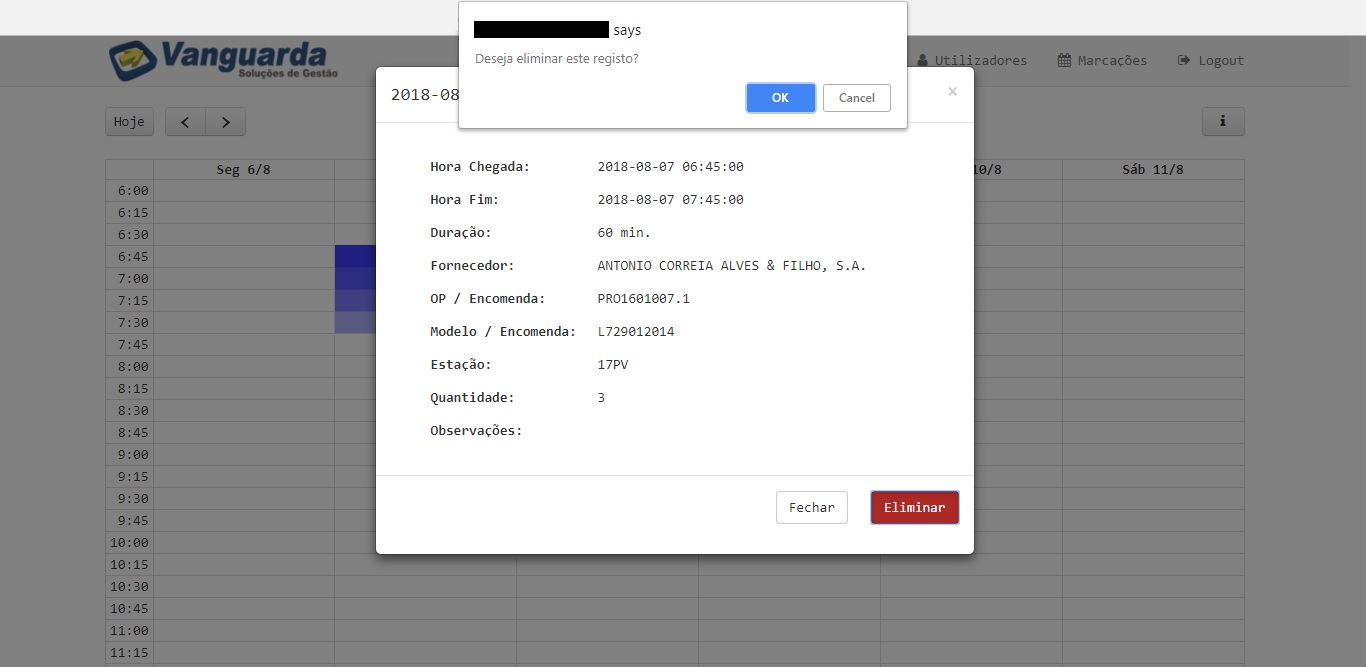 says
Deseja eliminar este registo?
OK Cancel
Vanguarda
Soluções de Gestão
Utilizadores Marcações Logout
2018-08
×
Hoje < > i
Seg 6/8 10/8 Sáb 11/8
Hora Chegada: 2018-08-07 06:45:00
Hora Fim: 2018-08-07 07:45:00
Duração: 60 min.
Fornecedor: ANTONIO CORREIA ALVES & FILHO, S.A.
OP / Encomenda: PRO1601007.1
Modelo / Encomenda: L729012014
Estação: 17PV
Quantidade: 3
Observações:
Fechar Eliminar
6:00
6:15
6:30
6:45
7:00
7:15
7:30
7:45
8:00
8:15
8:30
8:45
9:00
9:15
9:30
9:45
10:00
10:15
10:30
10:45
11:00
11:15